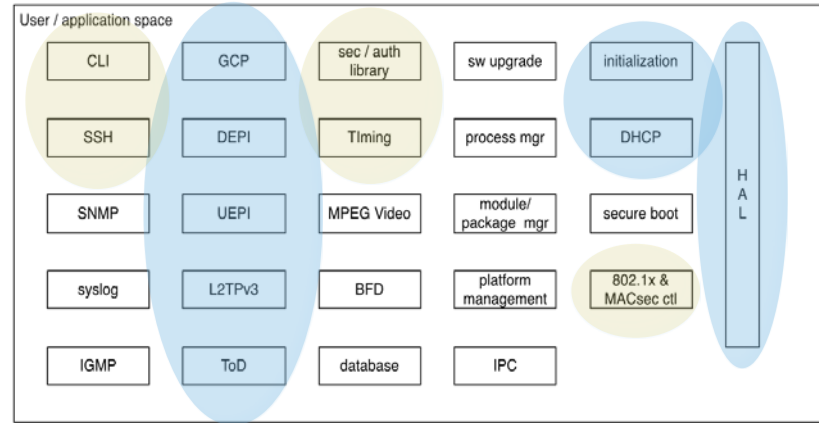 User / application space
CLI
GCP
sec / auth
library
sw upgrade
initialization
SSH
DEPI
TIming
process mgr
DHCP
H
A
L
SNMP
UEPI
MPEG Video
module/
package mgr
secure boot
syslog
L2TPv3
BFD
platform
management
802.1x &
MACsec ctl
IGMP
ToD
database
IPC